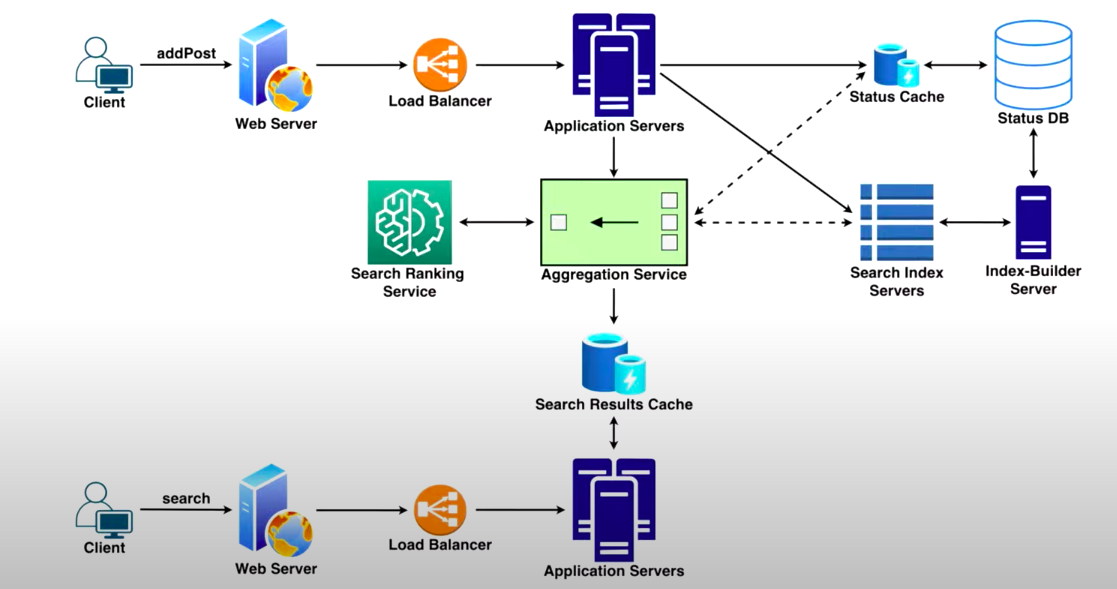 addPost
Client
Web Server
Load Balancer
Application Servers
Status Cache
Status DB
Search Ranking
Service
Aggregation Service
Search Index
Servers
Index-Builder
Server
Search Results Cache
search
Client
Web Server
Load Balancer
Application Servers